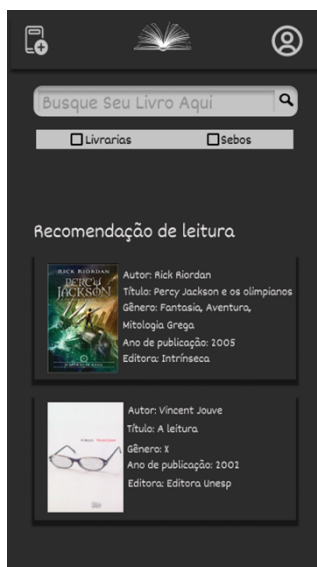 Busque Seu Livro Aqui
Livrarias
Sebos
Recomendação de leitura
RICK RIORDAN
PERCY
JACKSON
Autor: Rick Riordan
Título: Percy Jackson e os olimpianos
Gênero: Fantasia, Aventura,
Mitologia Grega
Ano de publicação: 2005
Editora: Intrínseca
Autor: Vincent Jouve
Título: A leitura
Gênero: X
Ano de publicação: 2002
Editora: Editora Unesp